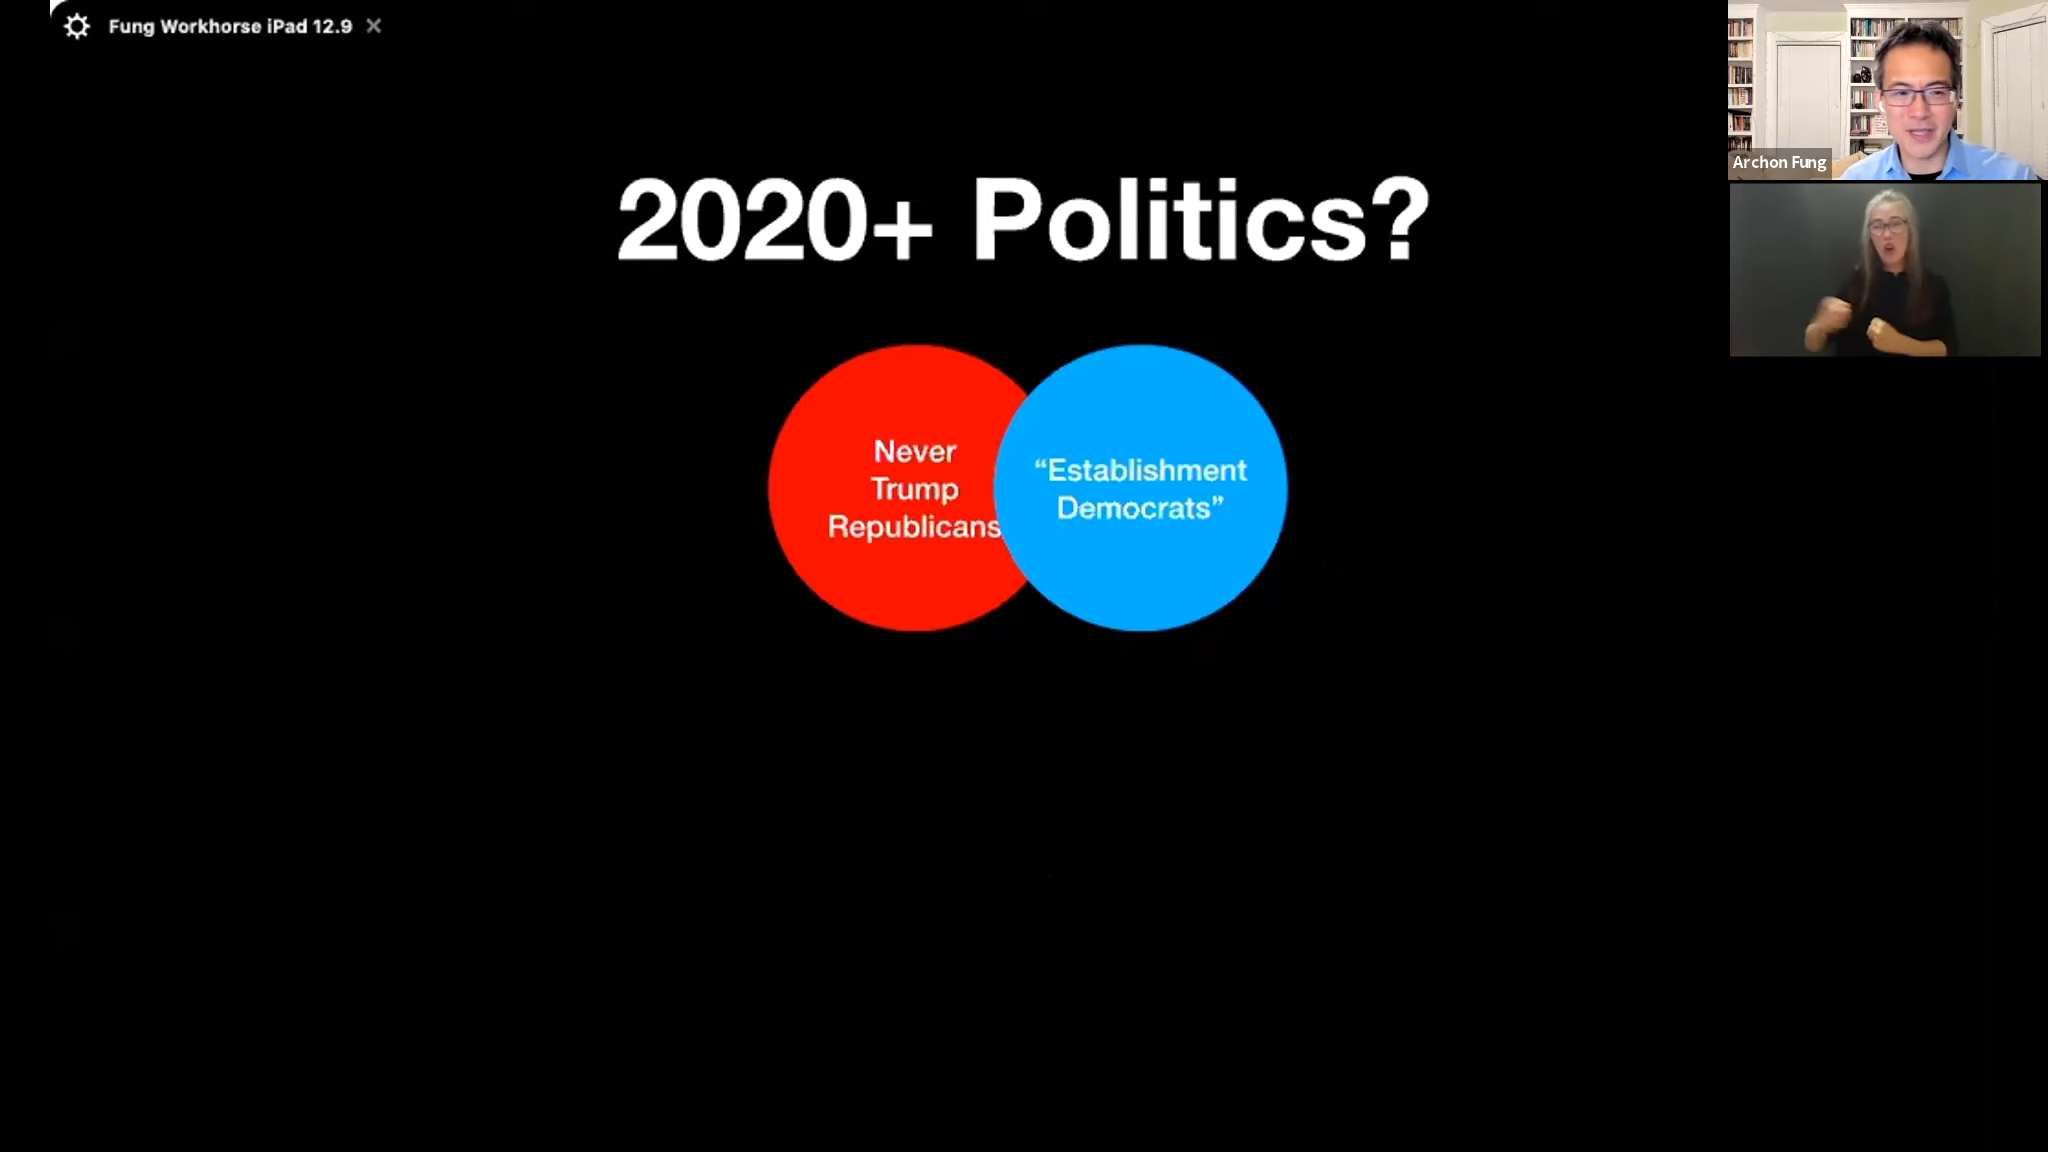 Fung Workhorse iPad 12.9
Archon Fung
2020+ Politics?
Never
Trump
Republicans
“Establishment
Democrats”